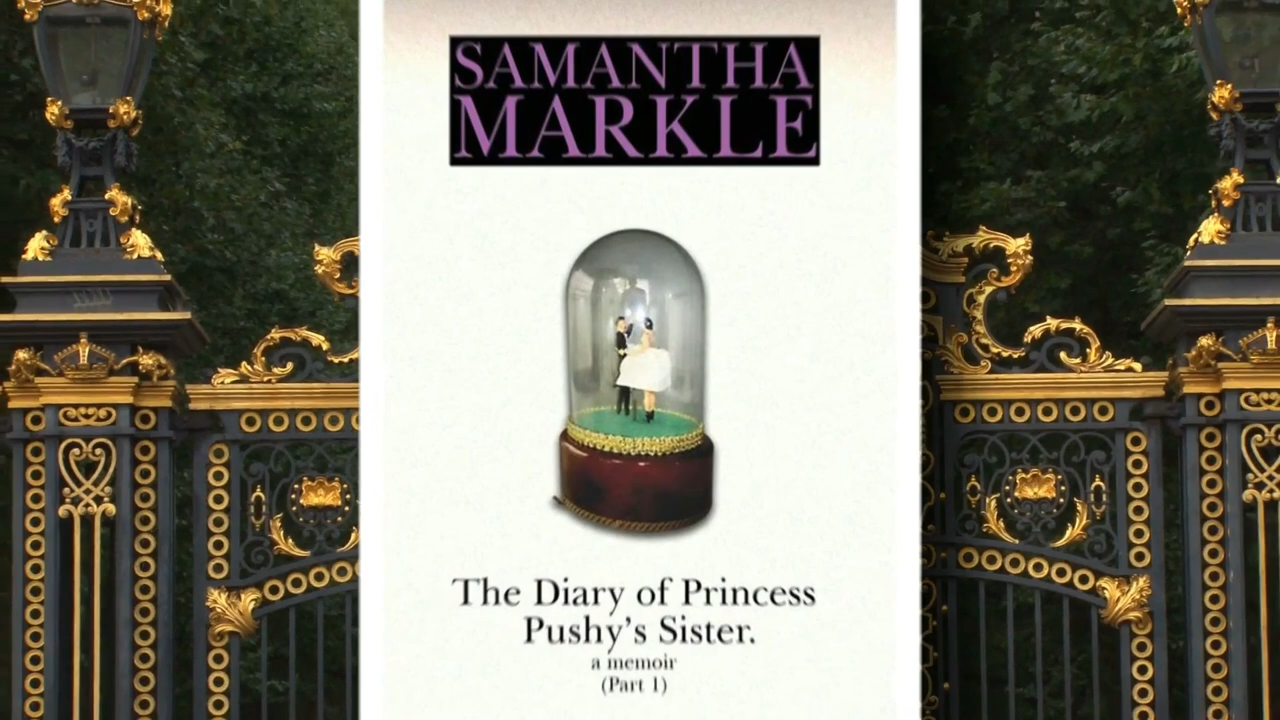 SAMANTHA
MARKLE
The Diary of Princess
Pushy's Sister.
a memoir
(Part 1)